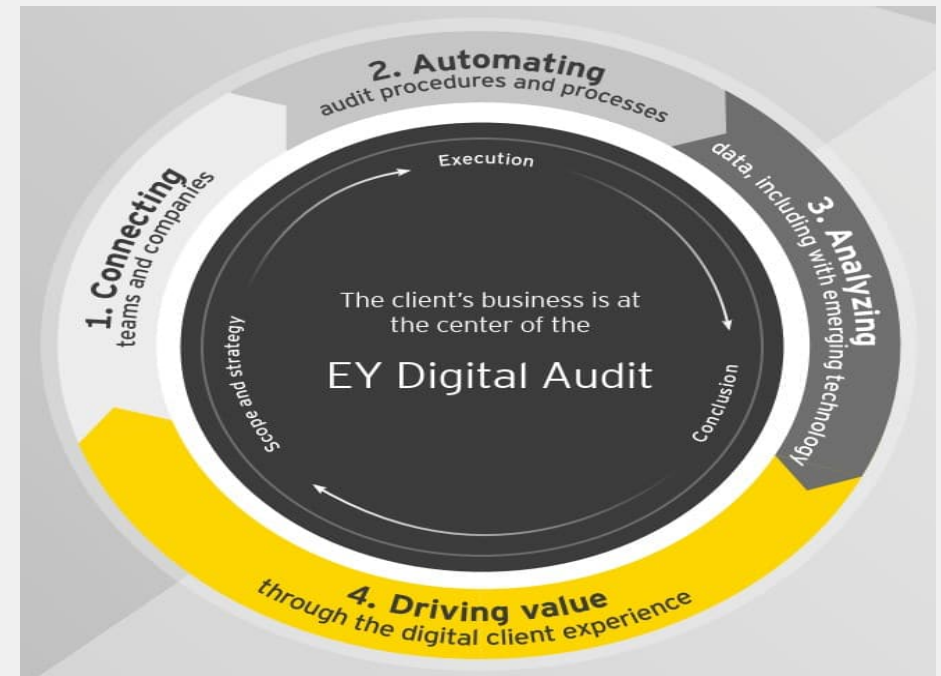 1. Connecting
teams and companies
2. Automating
audit procedures and processes
3. Analyzing
data, including with emerging technology
4. Driving value
through the digital client experience
Scope and strategy
Execution
Conclusion
The client’s business is at
the center of the
EY Digital Audit